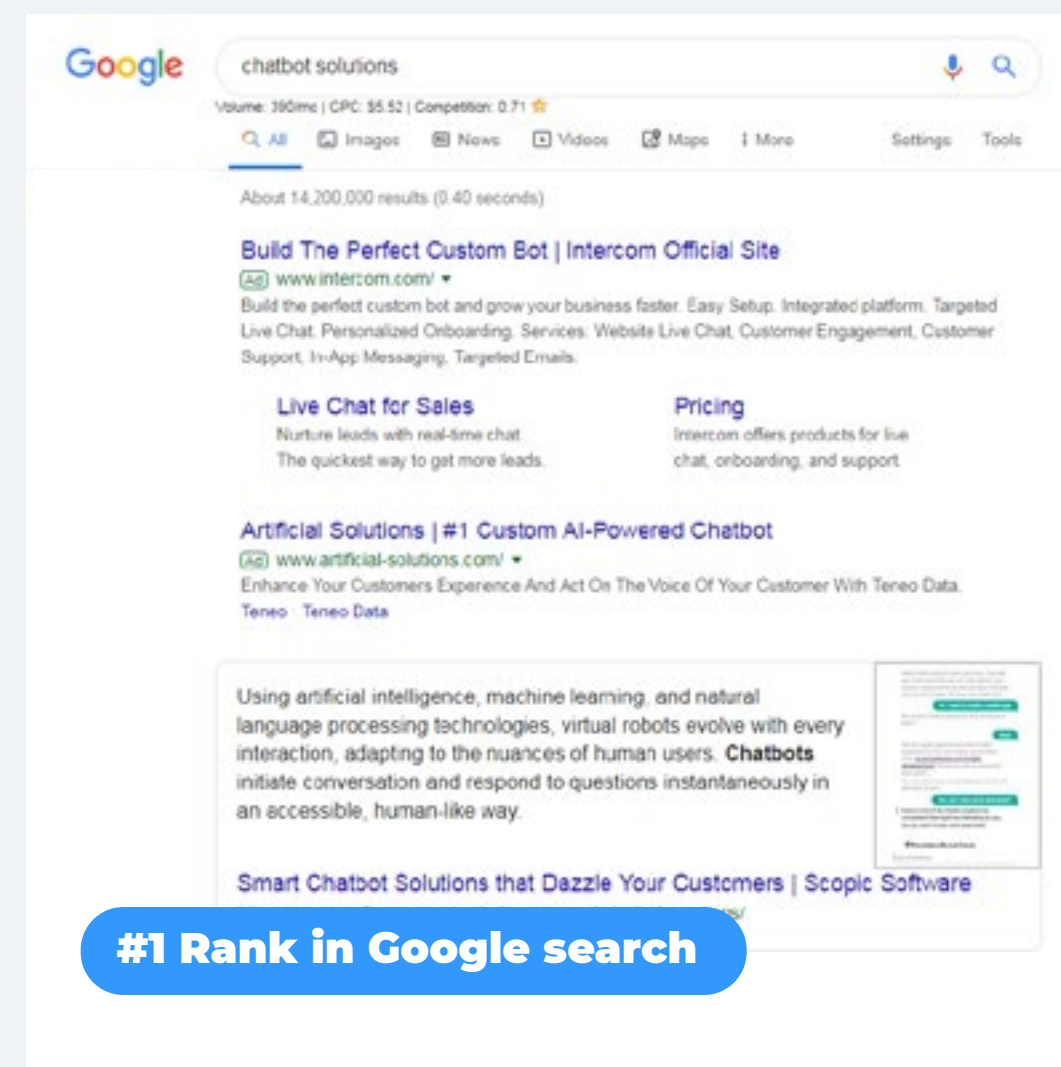 Google
chatbot solutions
Volume: 390/mo | CPC: $5.52 | Competition: 0.71
All Images News Videos Maps More Settings Tools
About 14,200,000 results (0.40 seconds)
Build The Perfect Custom Bot | Intercom Official Site
Ad www.intercom.com/
Build the perfect custom bot and grow your business faster. Easy Setup. Integrated platform. Targeted
Live Chat. Personalized Onboarding. Services: Website Live Chat, Customer Engagement, Customer
Support, In-App Messaging, Targeted Emails.
Live Chat for Sales
Nurture leads with real-time chat.
The quickest way to get more leads.
Pricing
Intercom offers products for live
chat, onboarding, and support.
Artificial Solutions | #1 Custom AI-Powered Chatbot
Ad www.artificial-solutions.com/
Enhance Your Customers Experience And Act On The Voice Of Your Customer With Teneo Data.
Teneo Teneo Data
Using artificial intelligence, machine learning, and natural
language processing technologies, virtual robots evolve with every
interaction, adapting to the nuances of human users. Chatbots
initiate conversation and respond to questions instantaneously in
an accessible, human-like way.
Smart Chatbot Solutions that Dazzle Your Customers | Scopic Software
#1 Rank in Google search